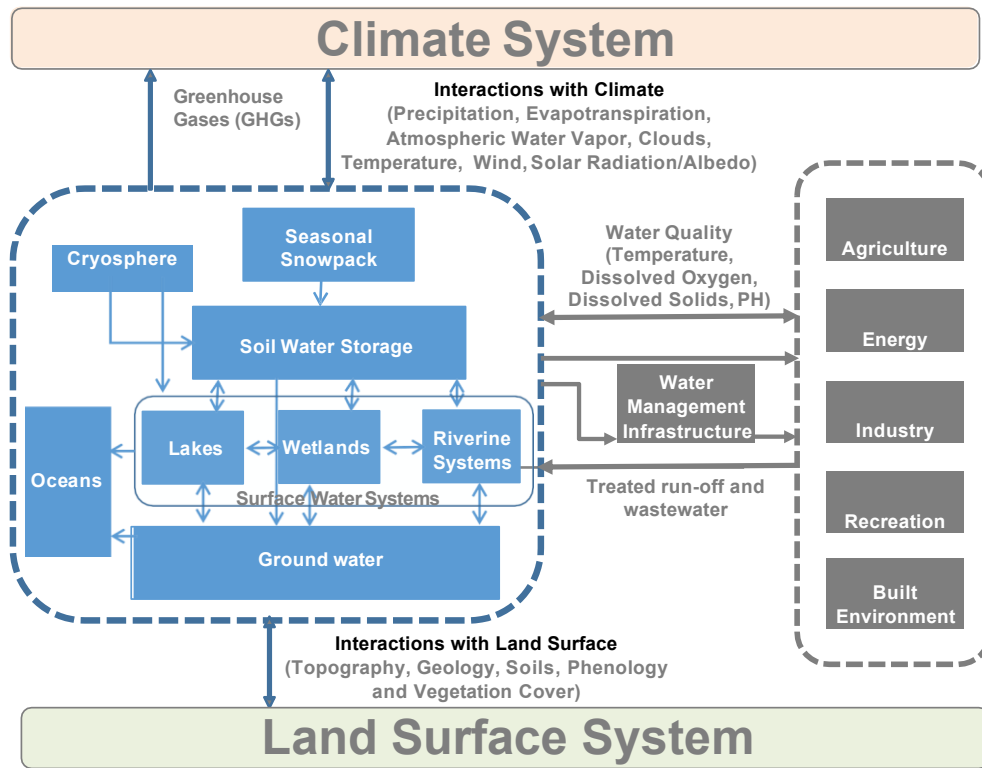 Climate System
Greenhouse
Gases (GHGs)
Interactions with Climate
(Precipitation, Evapotranspiration,
Atmospheric Water Vapor, Clouds,
Temperature, Wind, Solar Radiation/Albedo)
Cryosphere
Seasonal
Snowpack
Soil Water Storage
Lakes
Wetlands
Riverine
Systems
Surface Water Systems
Oceans
Ground water
Water Quality
(Temperature,
Dissolved Oxygen,
Dissolved Solids, PH)
Water
Management
Infrastructure
Treated run-off and
wastewater
Agriculture
Energy
Industry
Recreation
Built
Environment
Interactions with Land Surface
(Topography, Geology, Soils, Phenology
and Vegetation Cover)
Land Surface System